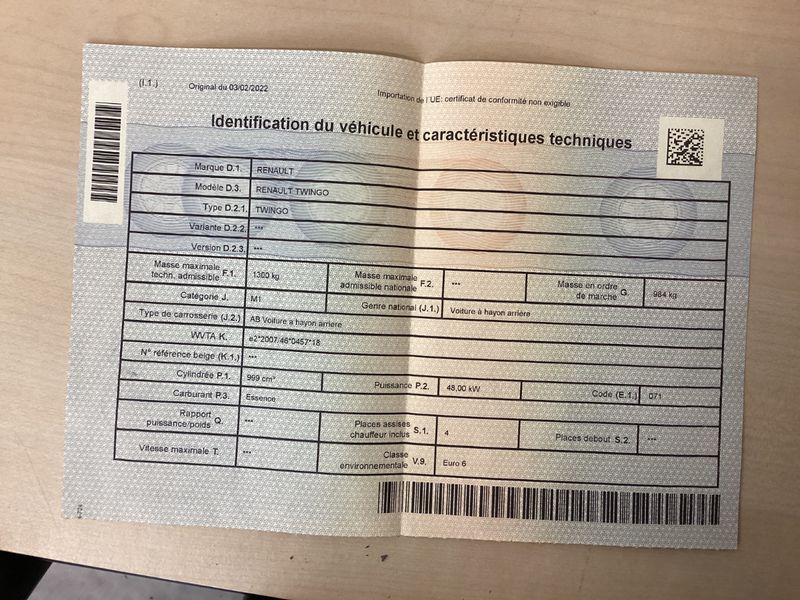 (I.1.) Original du 03/02/2022
Importation de l'UE: certificat de conformité non exigible
Identification du véhicule et caractéristiques techniques
Marque D.1. RENAULT
Modèle D.3. RENAULT TWINGO
Type D.2.1. TWINGO
Variante D.2.2. ***
Version D.2.3. ***
Masse maximale
techn. admissible F.1. 1300 kg
Masse maximale
admissible nationale F.2. ***
Masse en ordre
de marche G. 984 kg
Catégorie J. M1 Genre national (J.1.) Voiture à hayon arrière
Type de carrosserie (J.2.) AB Voiture à hayon arrière
WVTA K. e2*2007/46*0457*18
N° référence belge (K.1.) ***
Cylindrée P.1. 999 cm³ Puissance P.2. 48,00 kW Code (E.1.) 071
Carburant P.3. Essence
Rapport
puissance/poids Q. ***
Places assises
chauffeur inclus S.1. 4
Places debout S.2. ***
Vitesse maximale T. ***
Classe
environnementale V.9. Euro 6